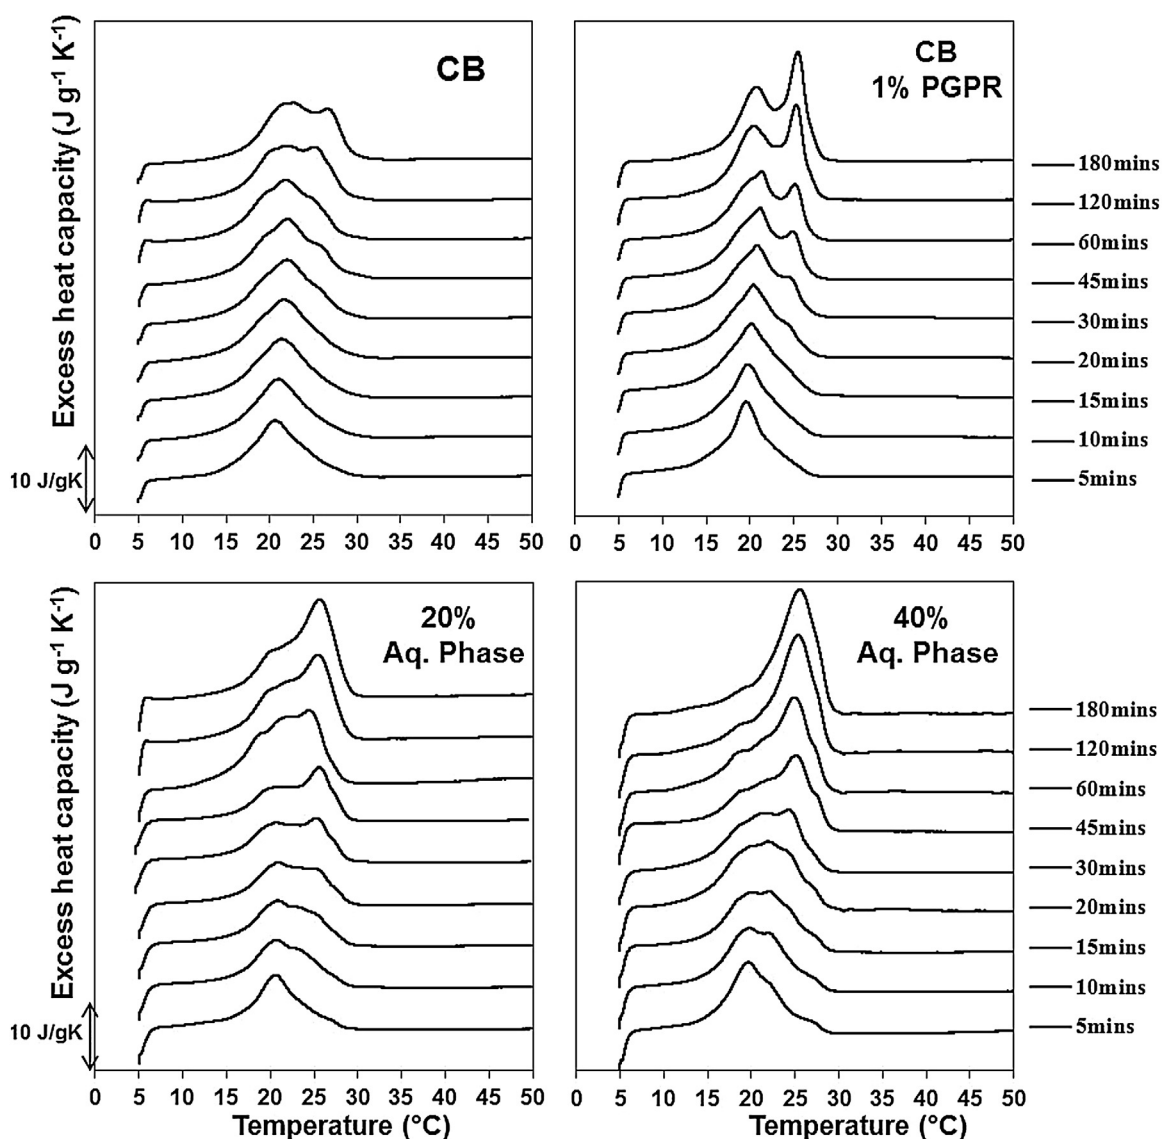 Excess heat capacity (J g⁻¹ K⁻¹)
10 J/gK
CB
0 5 10 15 20 25 30 35 40 45 50
CB
1% PGPR
0 5 10 15 20 25 30 35 40 45 50
180mins
120mins
60mins
45mins
30mins
20mins
15mins
10mins
5mins
Excess heat capacity (J g⁻¹ K⁻¹)
10 J/gK
20%
Aq. Phase
0 5 10 15 20 25 30 35 40 45 50
Temperature (°C)
40%
Aq. Phase
0 5 10 15 20 25 30 35 40 45 50
Temperature (°C)
180mins
120mins
60mins
45mins
30mins
20mins
15mins
10mins
5mins